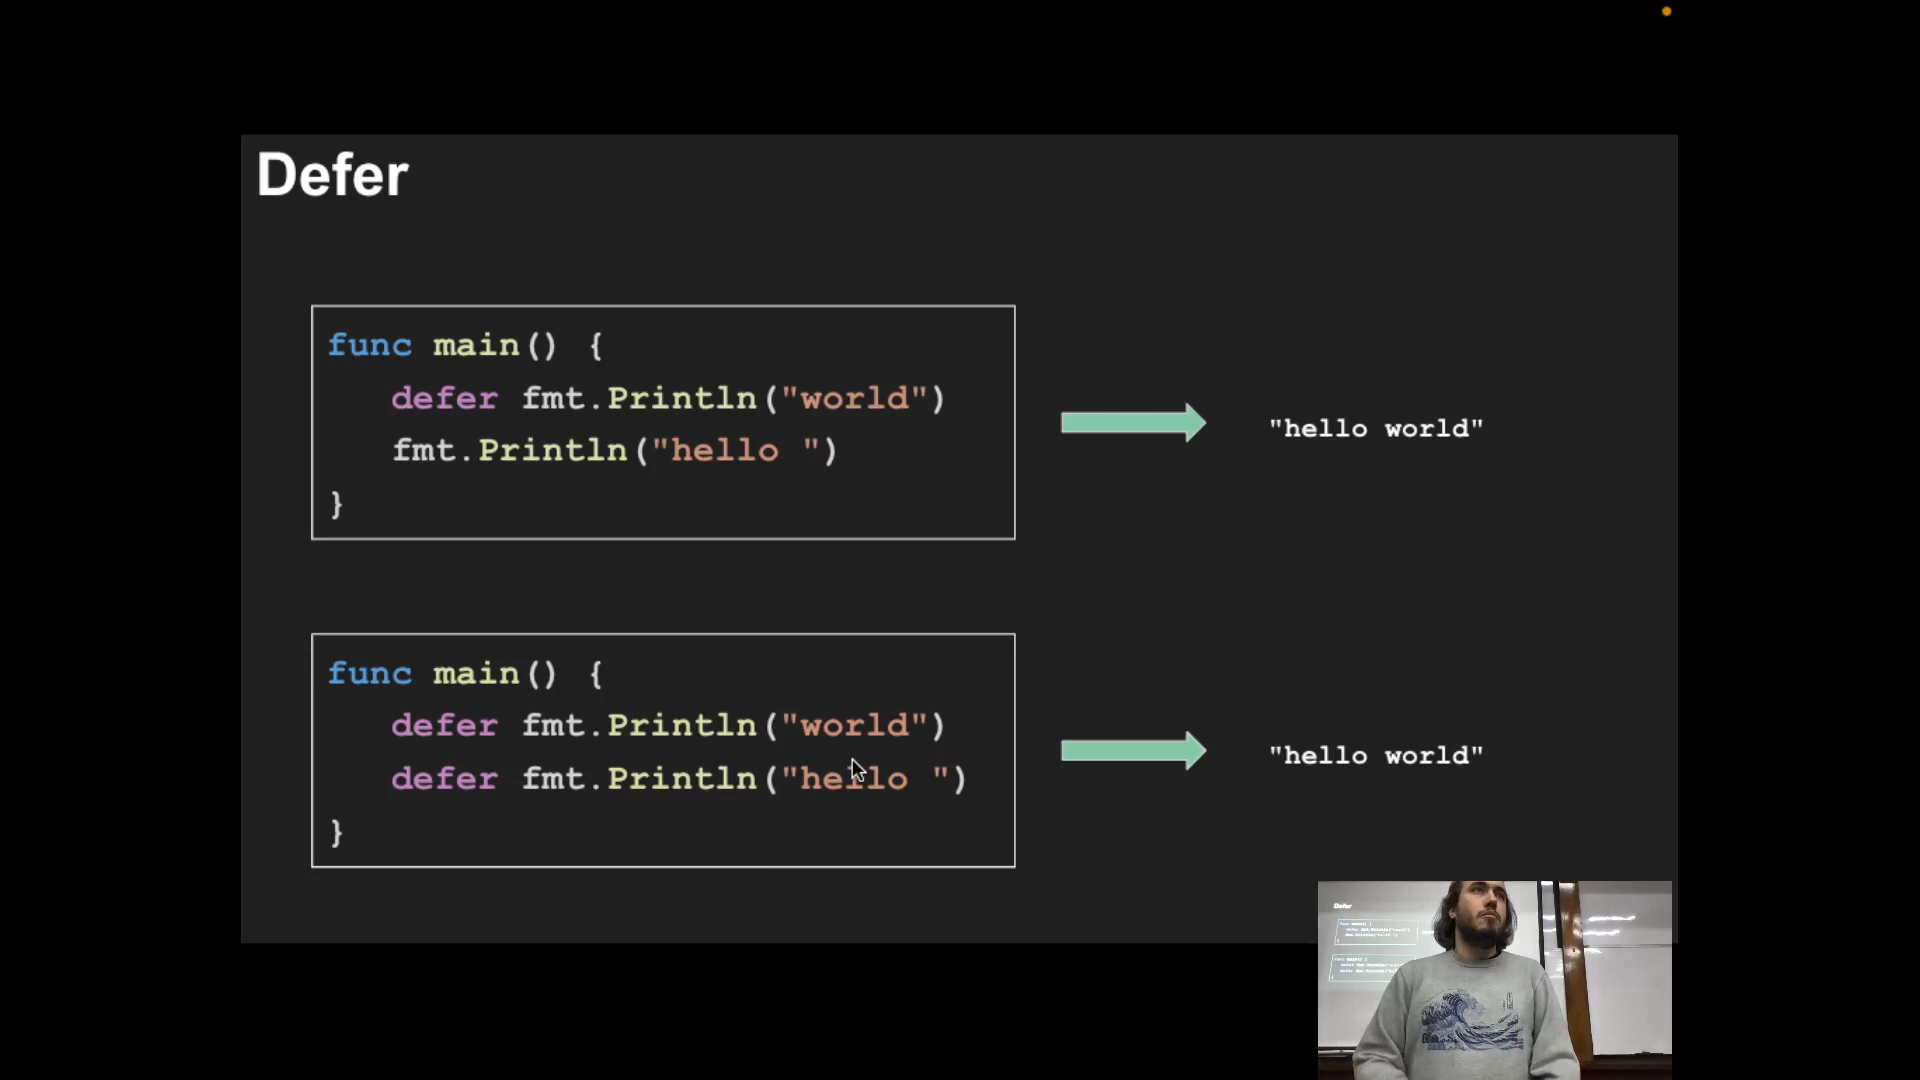 Defer
func main() {
defer fmt.Println("world")
fmt.Println("hello ")
}
"hello world"
func main() {
defer fmt.Println("world")
defer fmt.Println("hello ")
}
"hello world"
Defer